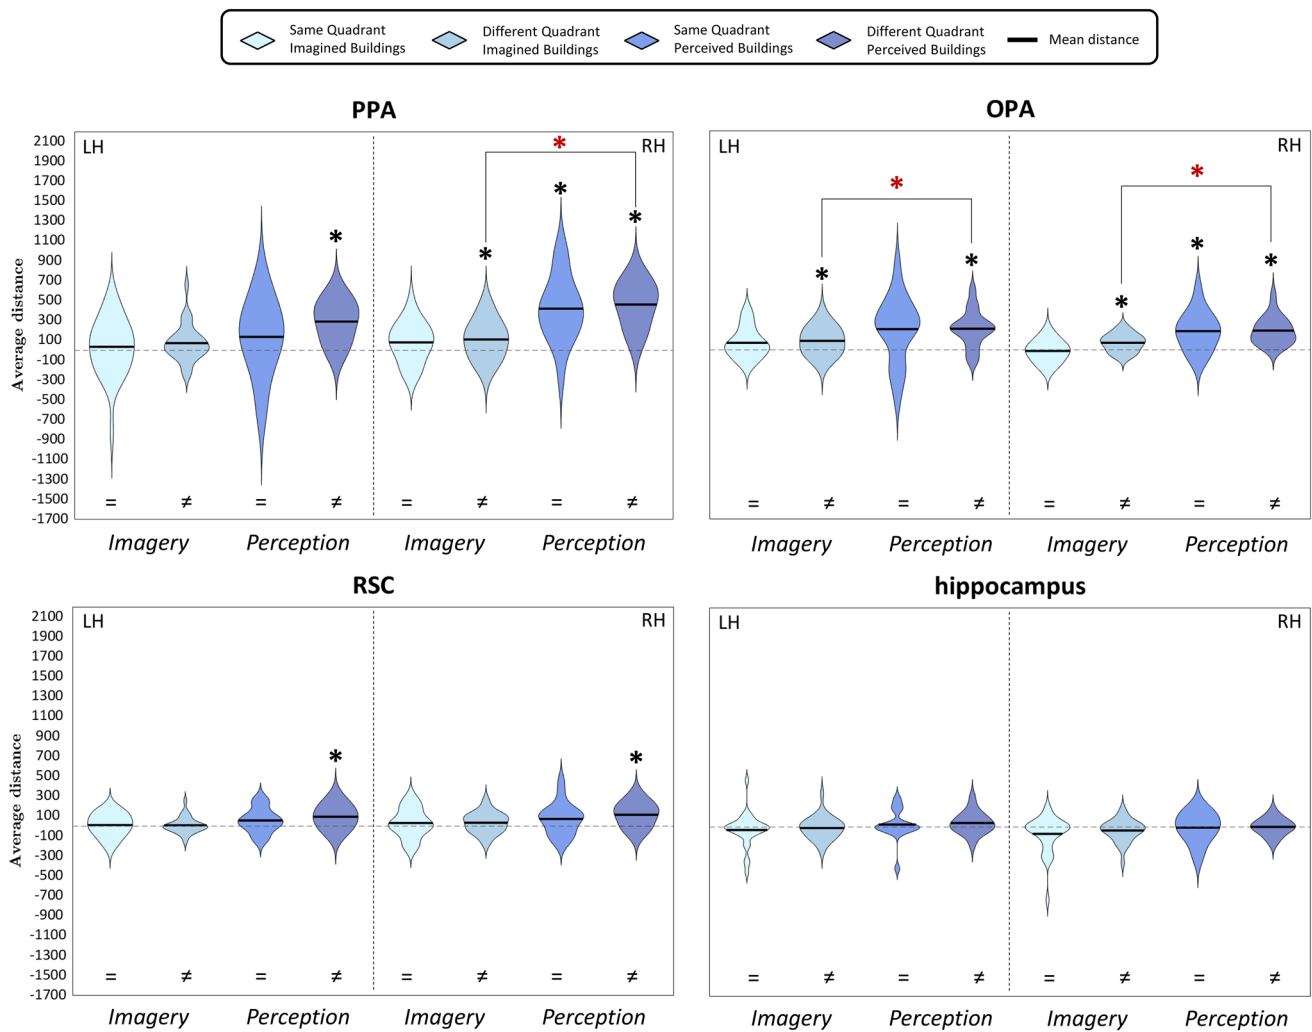 Same Quadrant
Imagined Buildings
Different Quadrant
Imagined Buildings
Same Quadrant
Perceived Buildings
Different Quadrant
Perceived Buildings
Mean distance
PPA
OPA
Average distance
2100
1900
1700
1500
1300
1100
900
700
500
300
100
-100
-300
-500
-700
-900
-1100
-1300
-1500
-1700
LH
*
*
*
*
*
RH
= ≠ = ≠ = ≠ = ≠
Imagery Perception Imagery Perception
LH
*
*
*
*
*
*
*
RH
= ≠ = ≠ = ≠ = ≠
Imagery Perception Imagery Perception
RSC
hippocampus
Average distance
2100
1900
1700
1500
1300
1100
900
700
500
300
100
-100
-300
-500
-700
-900
-1100
-1300
-1500
-1700
LH
*
*
RH
= ≠ = ≠ = ≠ = ≠
Imagery Perception Imagery Perception
LH
RH
= ≠ = ≠ = ≠ = ≠
Imagery Perception Imagery Perception